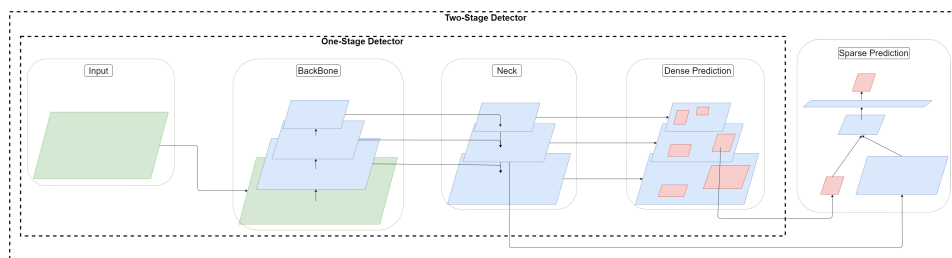 Two-Stage Detector
One-Stage Detector
Input
BackBone
Neck
Dense Prediction
Sparse Prediction